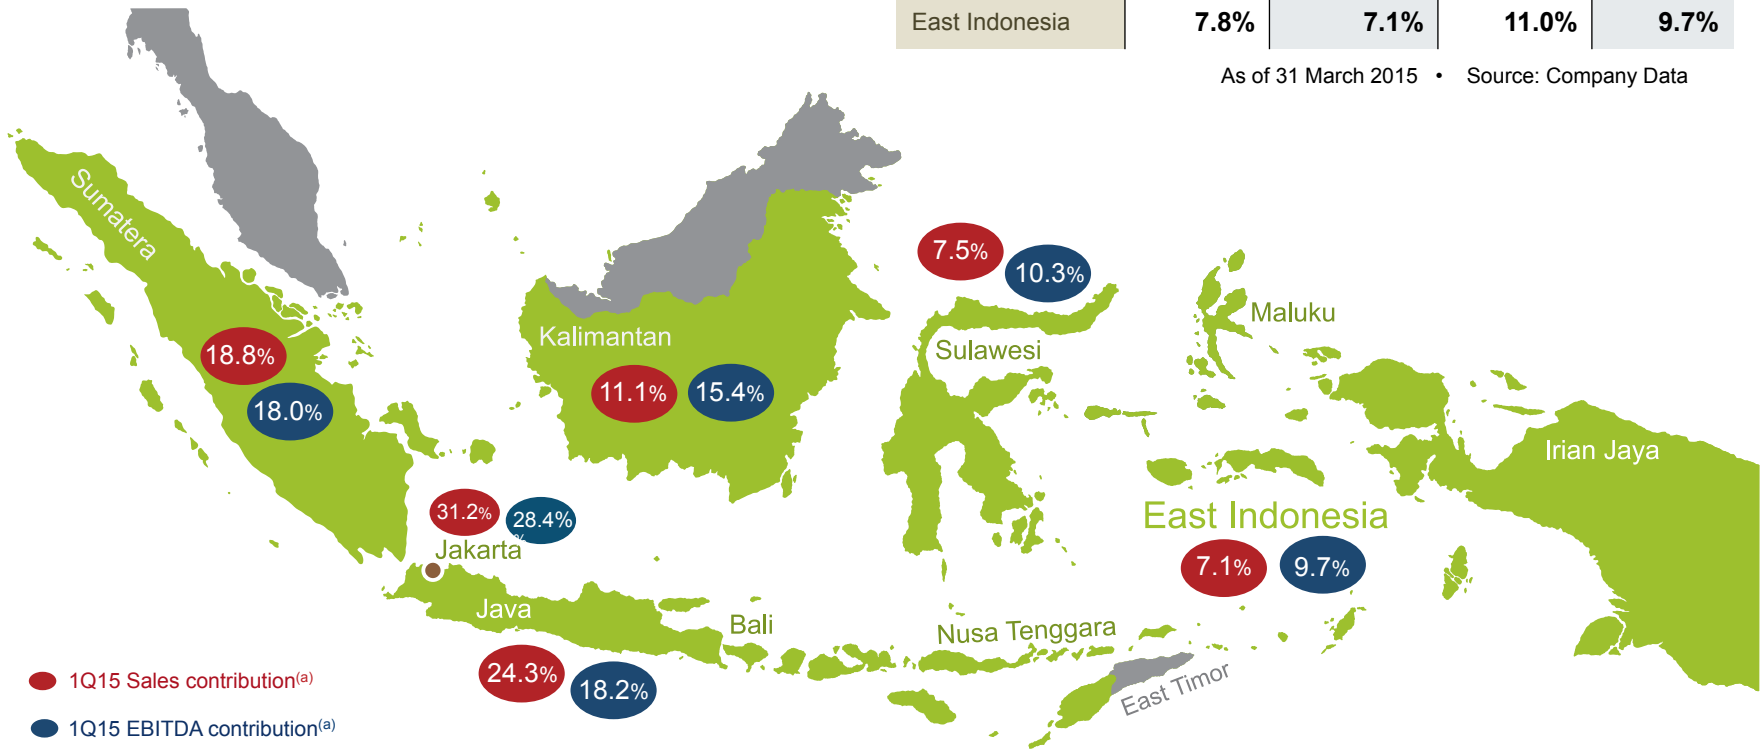 East Indonesia 7.8% 7.1% 11.0% 9.7%
As of 31 March 2015 • Source: Company Data
Sumatera
18.8%
18.0%
Kalimantan
11.1% 15.4%
7.5%
10.3%
Sulawesi
Maluku
Irian Jaya
East Indonesia
7.1% 9.7%
31.2% 28.4%
%
Jakarta
Java
24.3%
18.2%
Bali
Nusa Tenggara
East Timor
1Q15 Sales contribution(a)
1Q15 EBITDA contribution(a)